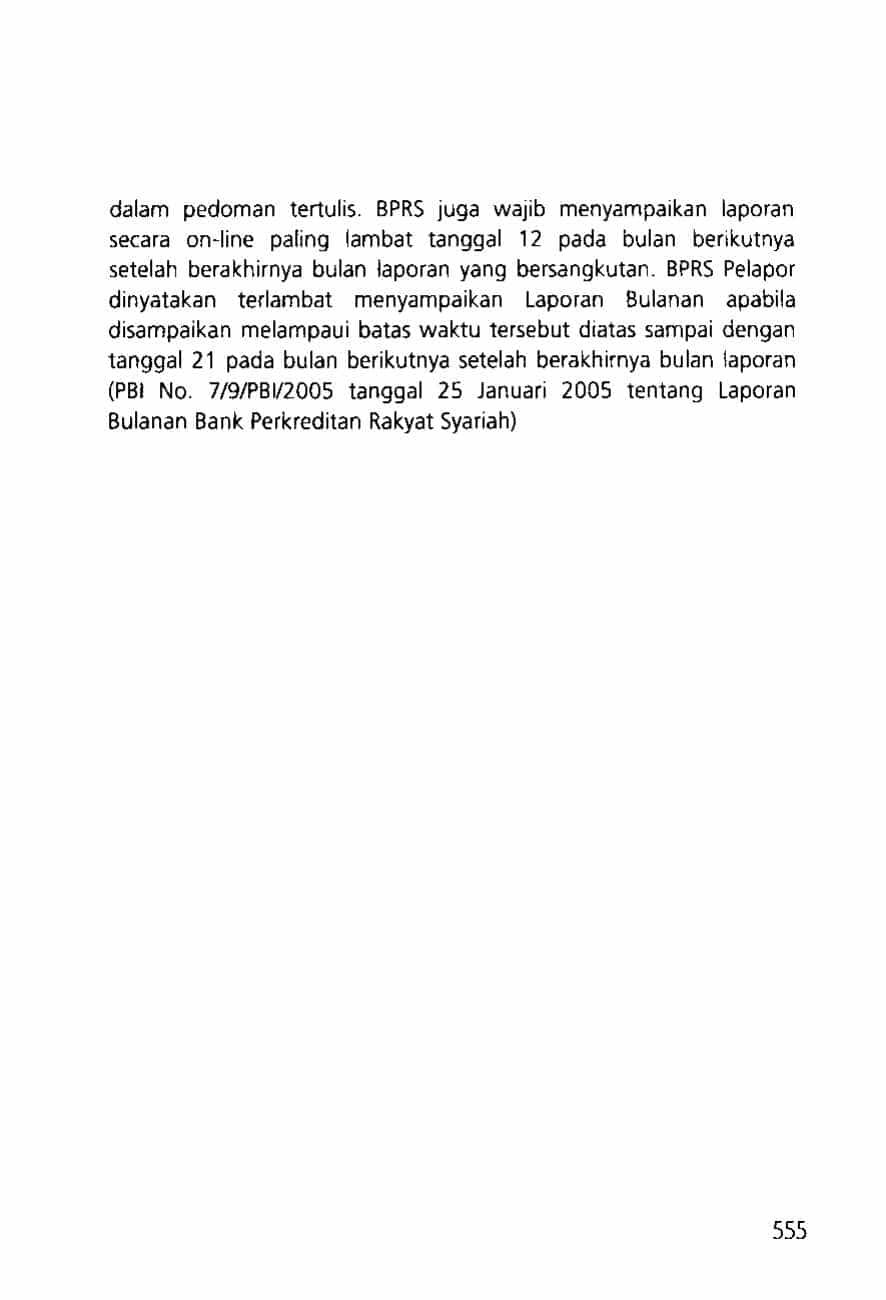 dalam pedoman tertulis. BPRS juga wajib menyampaikan laporan
secara on-line paling lambat tanggal 12 pada bulan berikutnya
setelah berakhirnya bulan laporan yang bersangkutan. BPRS Pelapor
dinyatakan terlambat menyampaikan Laporan Bulanan apabila
disampaikan melampaui batas waktu tersebut diatas sampai dengan
tanggal 21 pada bulan berikutnya setelah berakhirnya bulan laporan
(PBI No. 7/9/PBI/2005 tanggal 25 Januari 2005 tentang Laporan
Bulanan Bank Perkreditan Rakyat Syariah)
555